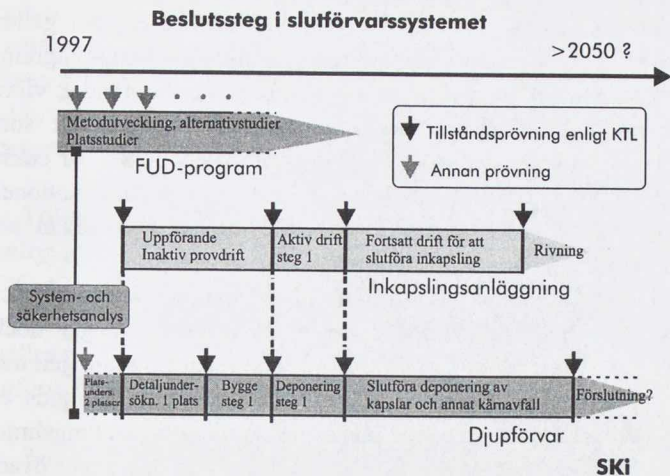 Beslutssteg i slutförvarssystemet
1997
>2050 ?
Metodutveckling, alternativstudier
Platsstudier
FUD-program
Tillståndsprövning enligt KTL
Annan prövning
Uppförande
Inaktiv provdrift
Aktiv drift
steg 1
Fortsatt drift för att
slutföra inkapsling
Rivning
Inkapslingsanläggning
System- och
säkerhetsanalys
Plats-
unders.
2 platser
Detaljunder-
sökn. 1 plats
Bygge
steg 1
Deponering
steg 1
Slutföra deponering av
kapslar och annat kärnavfall
Förslutning?
Djupförvar
SKi